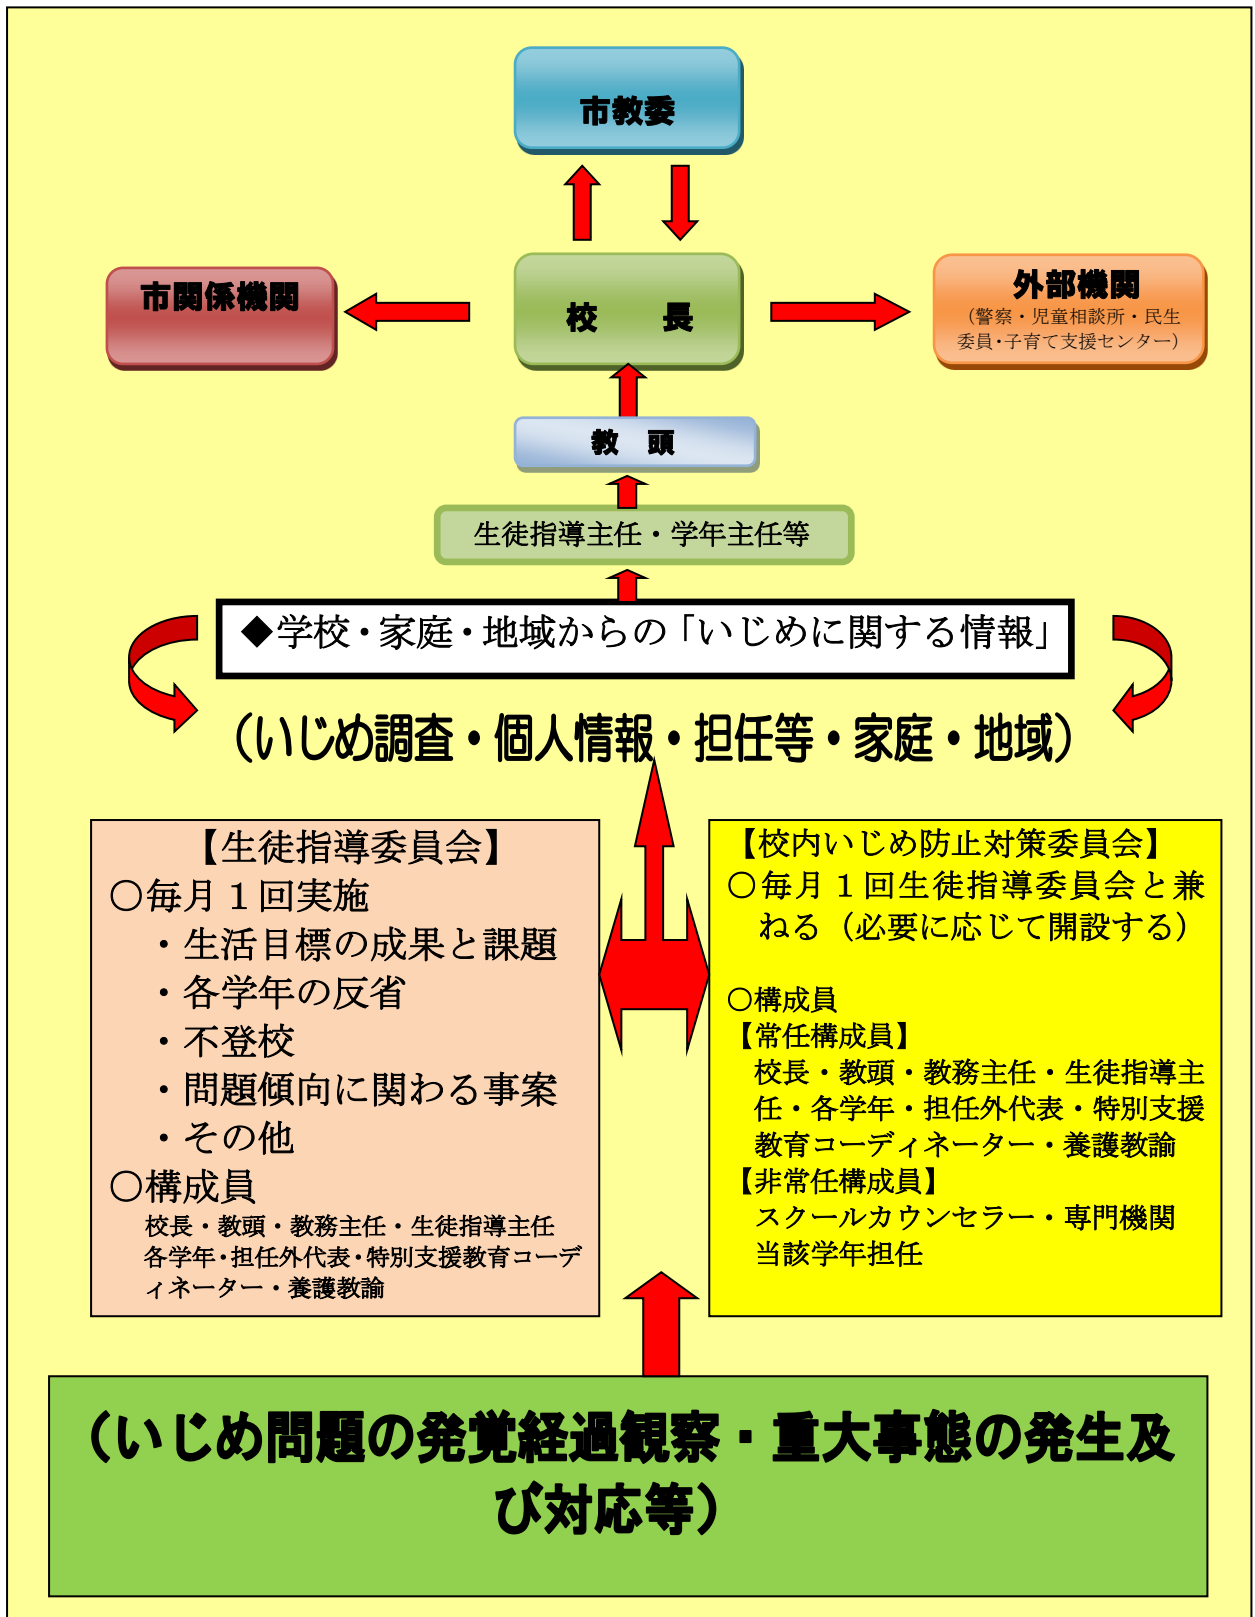 市教委
市関係機関
校　　長
外部機関
（警察・児童相談所・民生
委員・子育て支援センター）
教　頭
生徒指導主任・学年主任等
◆学校・家庭・地域からの「いじめに関する情報」
（いじめ調査・個人情報・担任等・家庭・地域）
【生徒指導委員会】
○毎月１回実施
・生活目標の成果と課題
・各学年の反省
・不登校
・問題傾向に関わる事案
・その他
○構成員
校長・教頭・教務主任・生徒指導主任
各学年・担任外代表・特別支援教育コーデ
ィネーター・養護教諭
【校内いじめ防止対策委員会】
○毎月１回生徒指導委員会と兼
ねる（必要に応じて開設する）
○構成員
【常任構成員】
校長・教頭・教務主任・生徒指導主
任・各学年・担任外代表・特別支援
教育コーディネーター・養護教諭
【非常任構成員】
スクールカウンセラー・専門機関
当該学年担任
（いじめ問題の発覚経過観察・重大事態の発生及
び対応等）